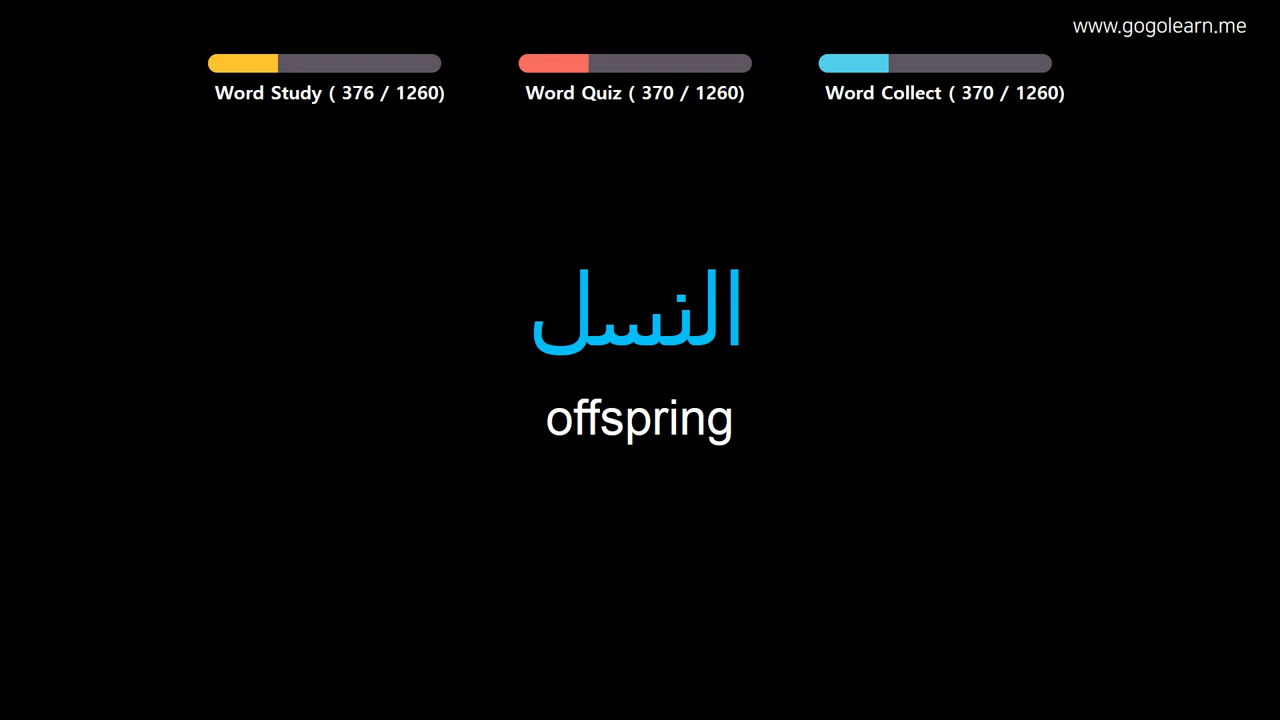 www.gogolearn.me
Word Study ( 376 / 1260)
Word Quiz ( 370 / 1260)
Word Collect ( 370 / 1260)
النسل
offspring